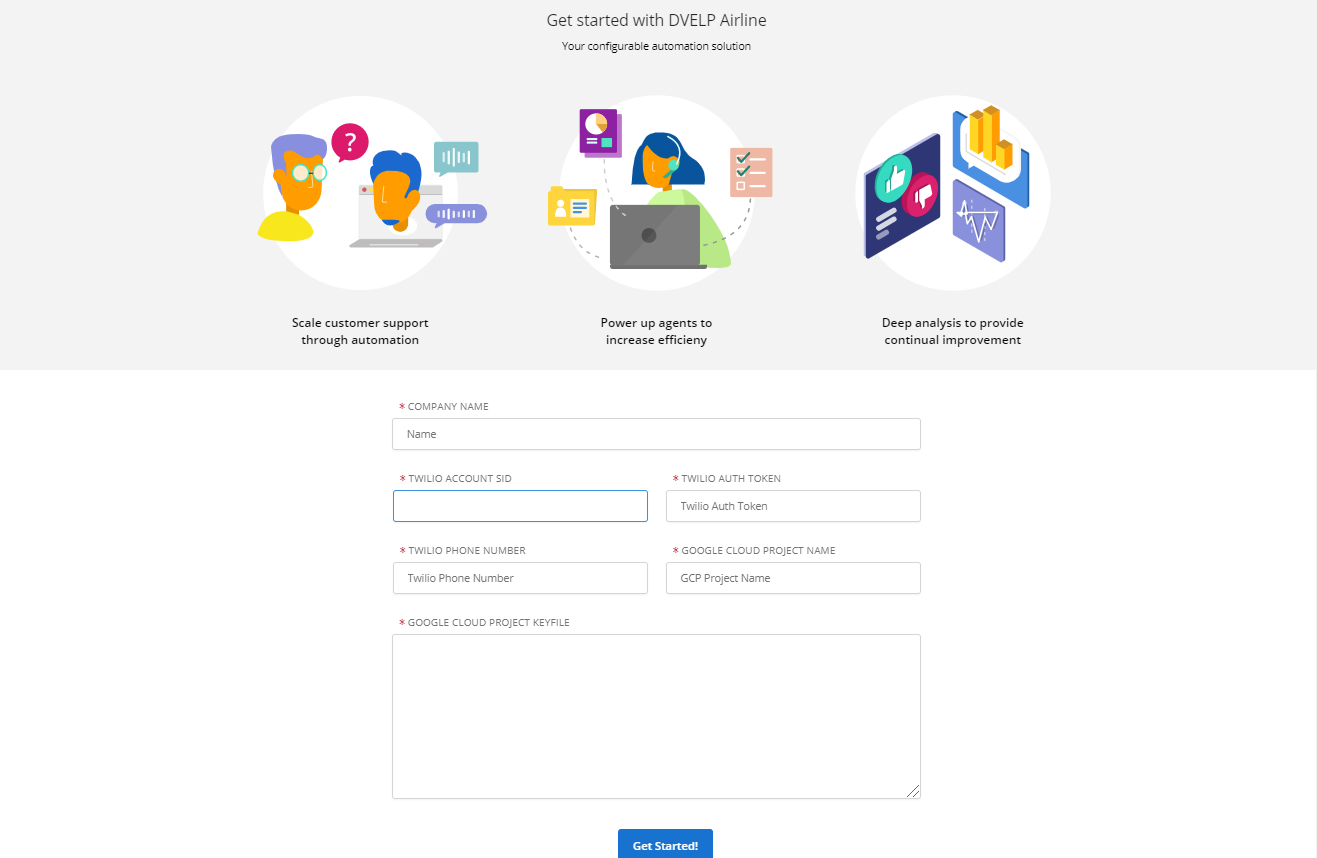 Get started with DVELP Airline
Your configurable automation solution
?
Scale customer support
through automation
Power up agents to
increase efficieny
Deep analysis to provide
continual improvement
* COMPANY NAME
Name
* TWILIO ACCOUNT SID
* TWILIO AUTH TOKEN
Twilio Auth Token
* TWILIO PHONE NUMBER
* GOOGLE CLOUD PROJECT NAME
Twilio Phone Number
GCP Project Name
* GOOGLE CLOUD PROJECT KEYFILE
Get Started!